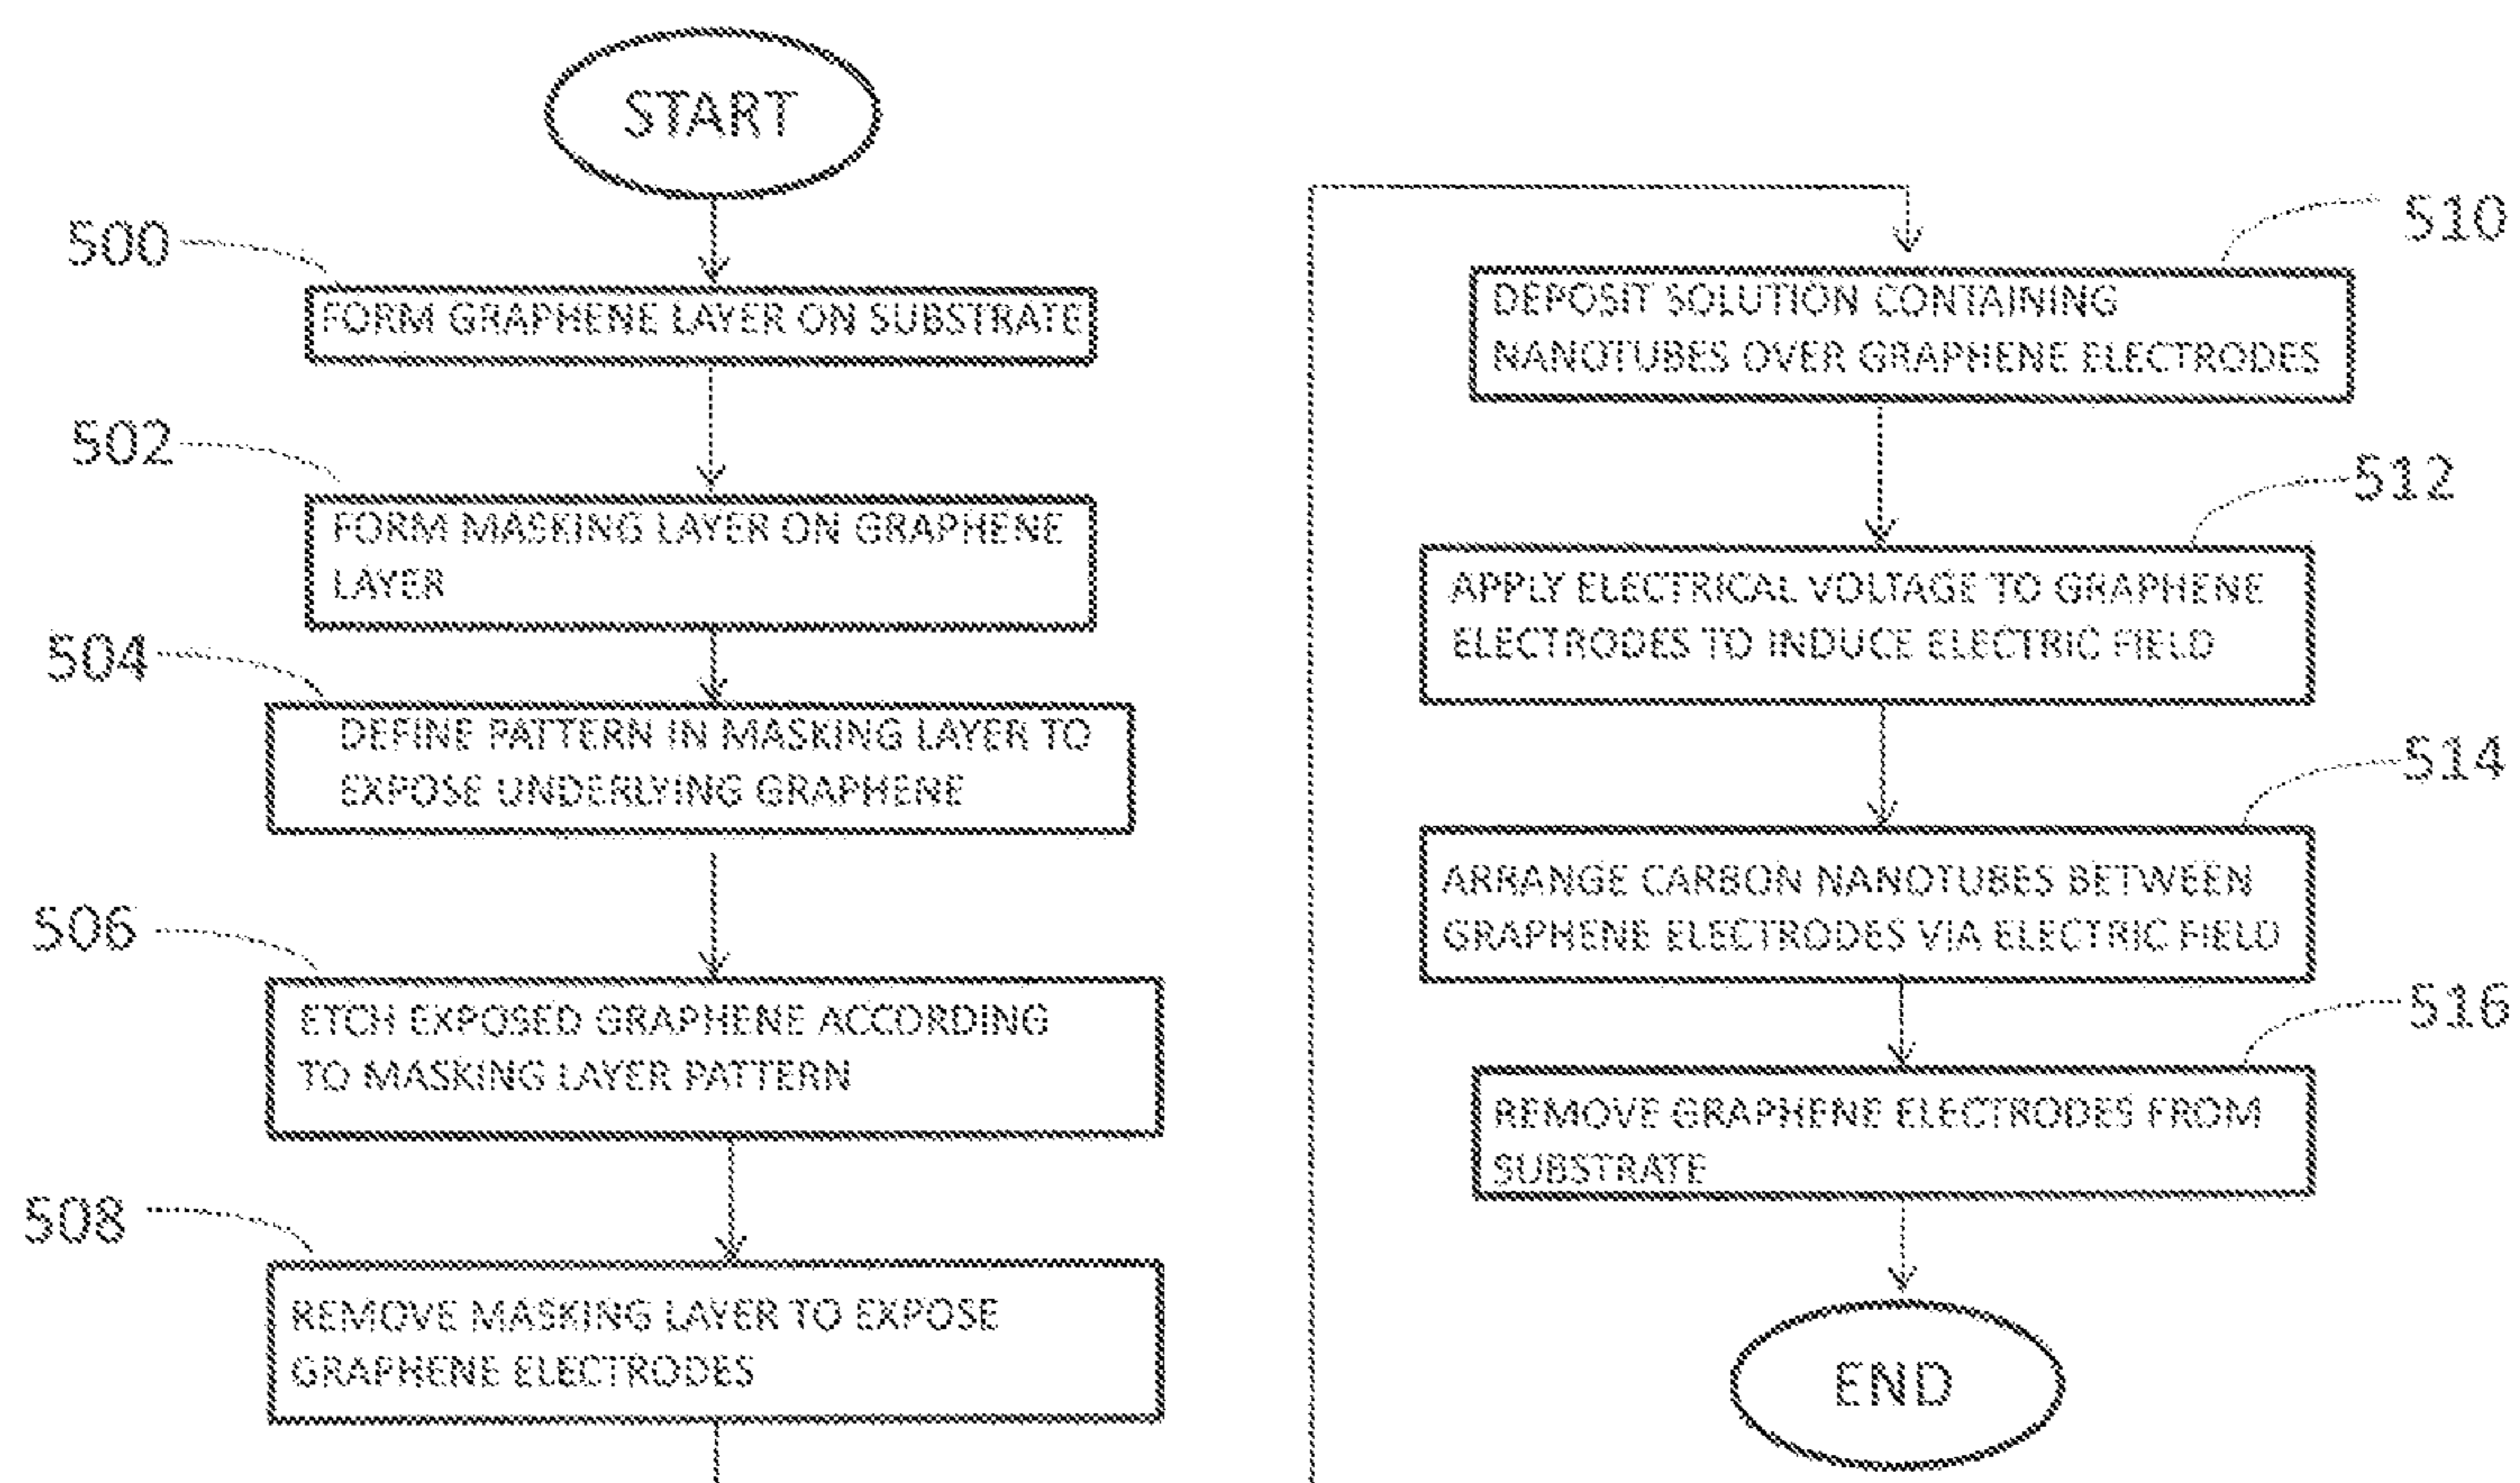 START
500
FORM GRAPHENE LAYER ON SUBSTRATE
502
FORM MASKING LAYER ON GRAPHENE
LAYER
504
DEFINE PATTERN IN MASKING LAYER TO
EXPOSE UNDERLYING GRAPHENE
506
ETCH EXPOSED GRAPHENE ACCORDING
TO MASKING LAYER PATTERN
508
REMOVE MASKING LAYER TO EXPOSE
GRAPHENE ELECTRODES
510
DEPOSIT SOLUTION CONTAINING
NANOTUBES OVER GRAPHENE ELECTRODES
512
APPLY ELECTRICAL VOLTAGE TO GRAPHENE
ELECTRODES TO INDUCE ELECTRIC FIELD
514
ARRANGE CARBON NANOTUBES BETWEEN
GRAPHENE ELECTRODES VIA ELECTRIC FIELD
516
REMOVE GRAPHENE ELECTRODES FROM
SUBSTRATE
END